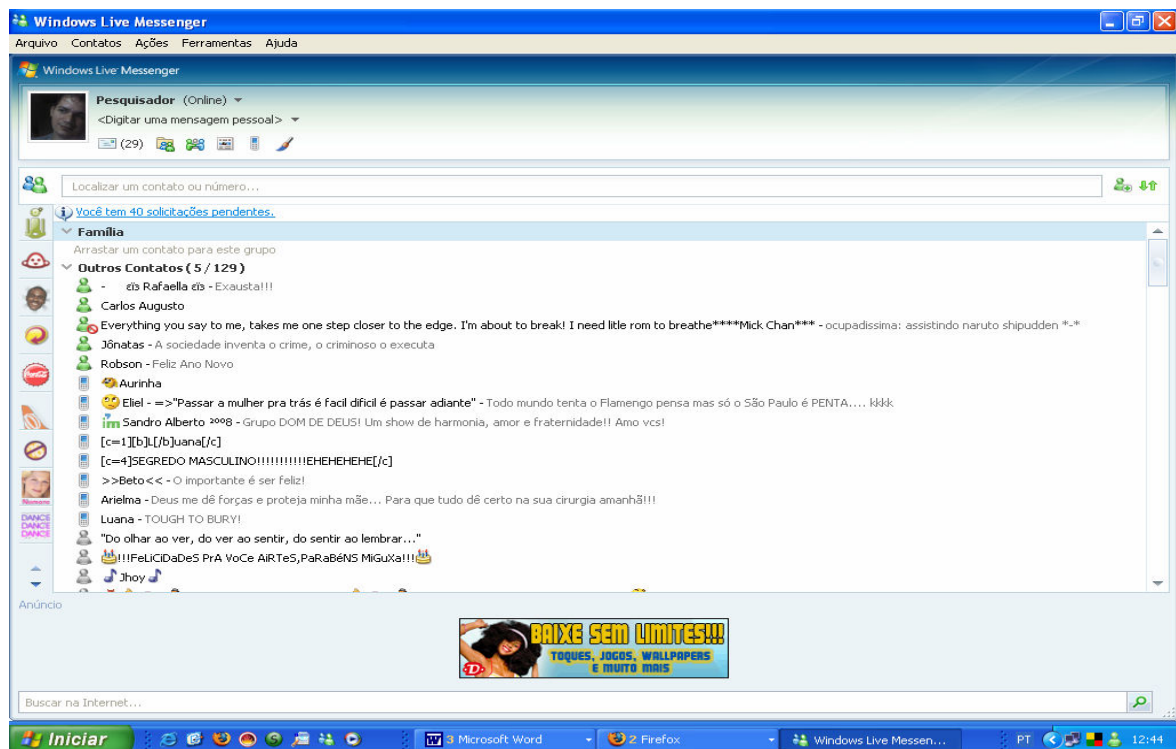 Windows Live Messenger
Arquivo Contatos Ações Ferramentas Ajuda
Windows Live Messenger
Pesquisador (Online)
<Digitar uma mensagem pessoal>
(29)
Localizar um contato ou número...
Você tem 40 solicitações pendentes.
Família
Arrastar um contato para este grupo
Outros Contatos ( 5 / 129 )
- εïs Rafaella εïs - Exausta!!!
Carlos Augusto
Everything you say to me, takes me one step closer to the edge. I'm about to break! I need litle rom to breathe****Mick Chan*** - ocupadissima: assistindo naruto shipudden *-*
Jônatas - A sociedade inventa o crime, o criminoso o executa
Robson - Feliz Ano Novo
Aurinha
Eliel - =>"Passar a mulher pra trás é facil dificil é passar adiante" - Todo mundo tenta o Flamengo pensa mas só o São Paulo é PENTA.... kkkk
im Sandro Alberto ²⁰⁰8 - Grupo DOM DE DEUS! Um show de harmonia, amor e fraternidade!! Amo vcs!
[c=1][b]L[/b]uana[/c]
[c=4]SEGREDO MASCULINO!!!!!!!!!!!EHEHEHEHE[/c]
>>Beto<< - O importante é ser feliz!
Arielma - Deus me dê forças e proteja minha mãe... Para que tudo dê certo na sua cirurgia amanhã!!!
Luana - TOUGH TO BURY!
"Do olhar ao ver, do ver ao sentir, do sentir ao lembrar..."
!!!FeLiCiDaDeS PrA VoCe AiRTeS,PaRaBéNS MiGuXa!!!
Jhoy
DANCE
DANCE
DANCE
Anúncio
BAIXE SEM LIMITES!!!
TOQUES, JOGOS, WALLPAPERS
E MUITO MAIS
Buscar na Internet...
Iniciar 3 Microsoft Word 2 Firefox Windows Live Messen... PT 12:44